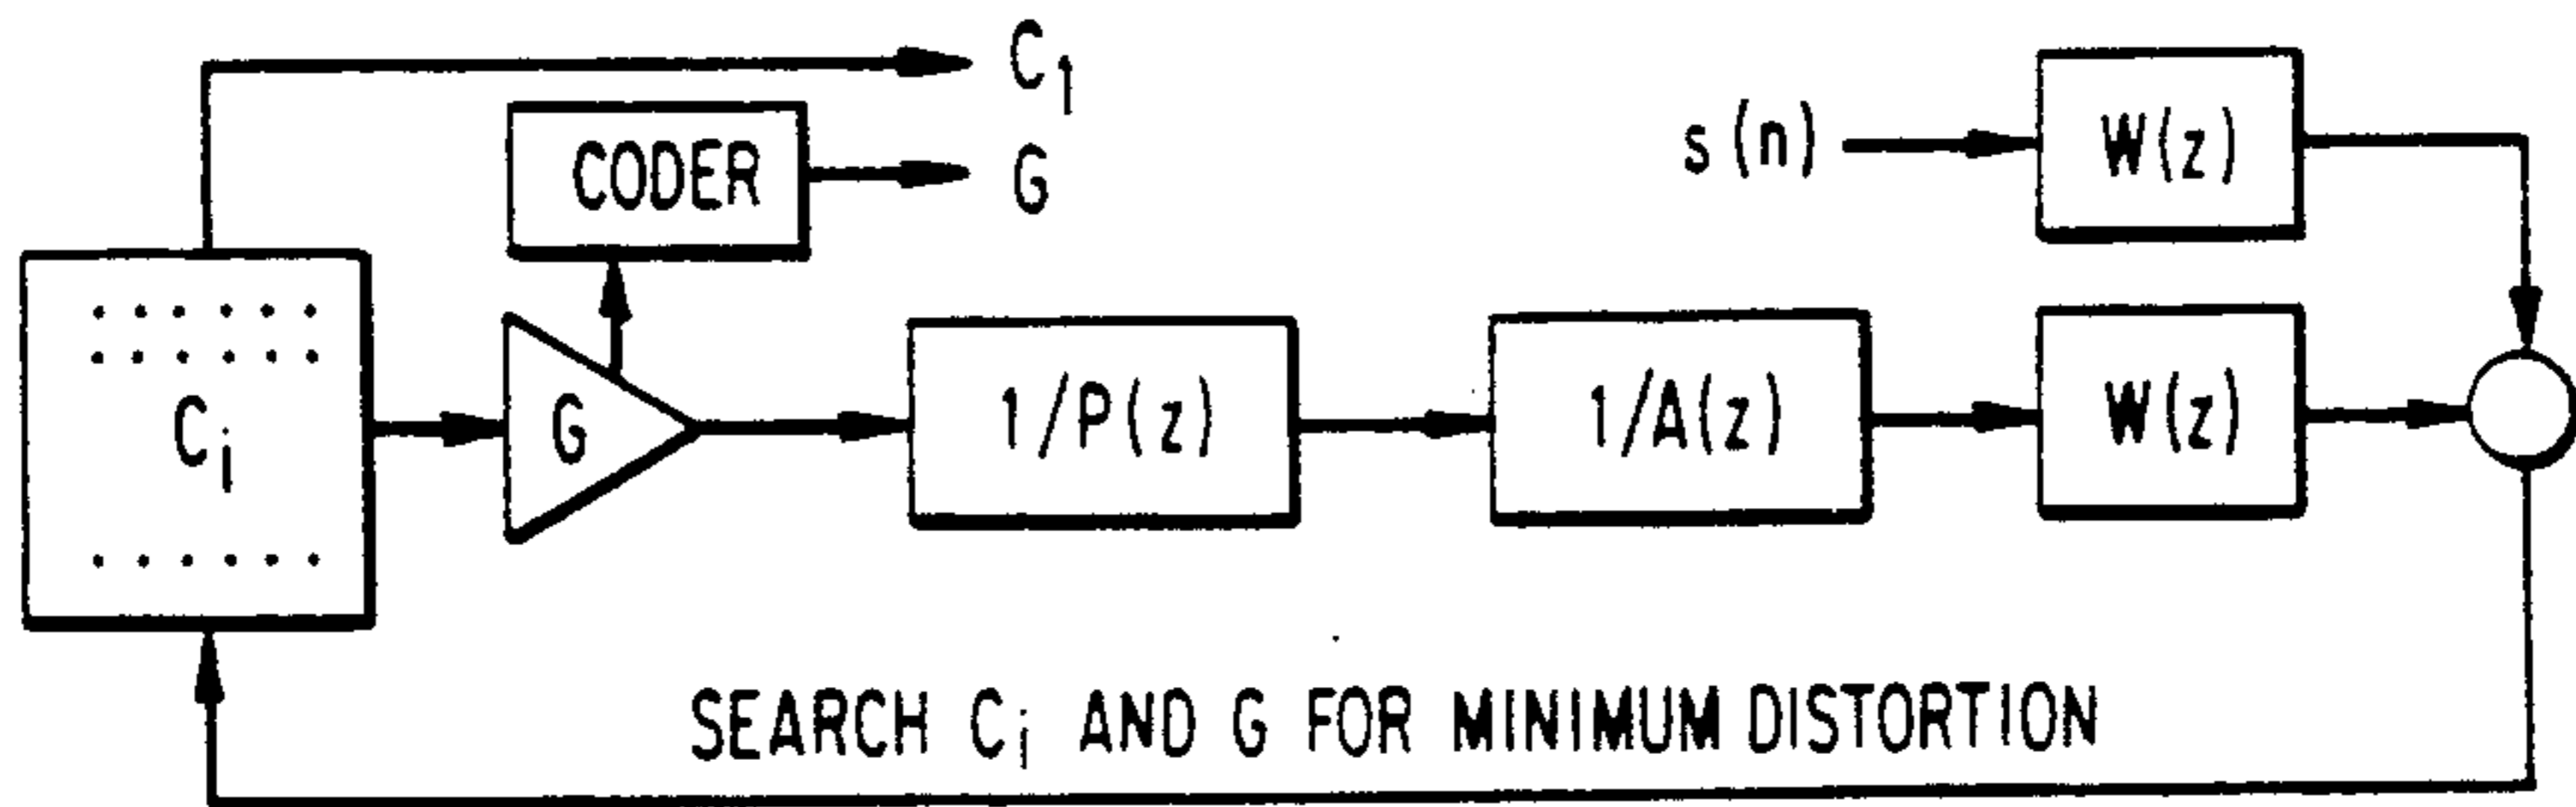 C₁
CODER
G
s(n)
W(z)
Cᵢ
G
1/P(z)
1/A(z)
W(z)
SEARCH Cᵢ AND G FOR MINIMUM DISTORTION